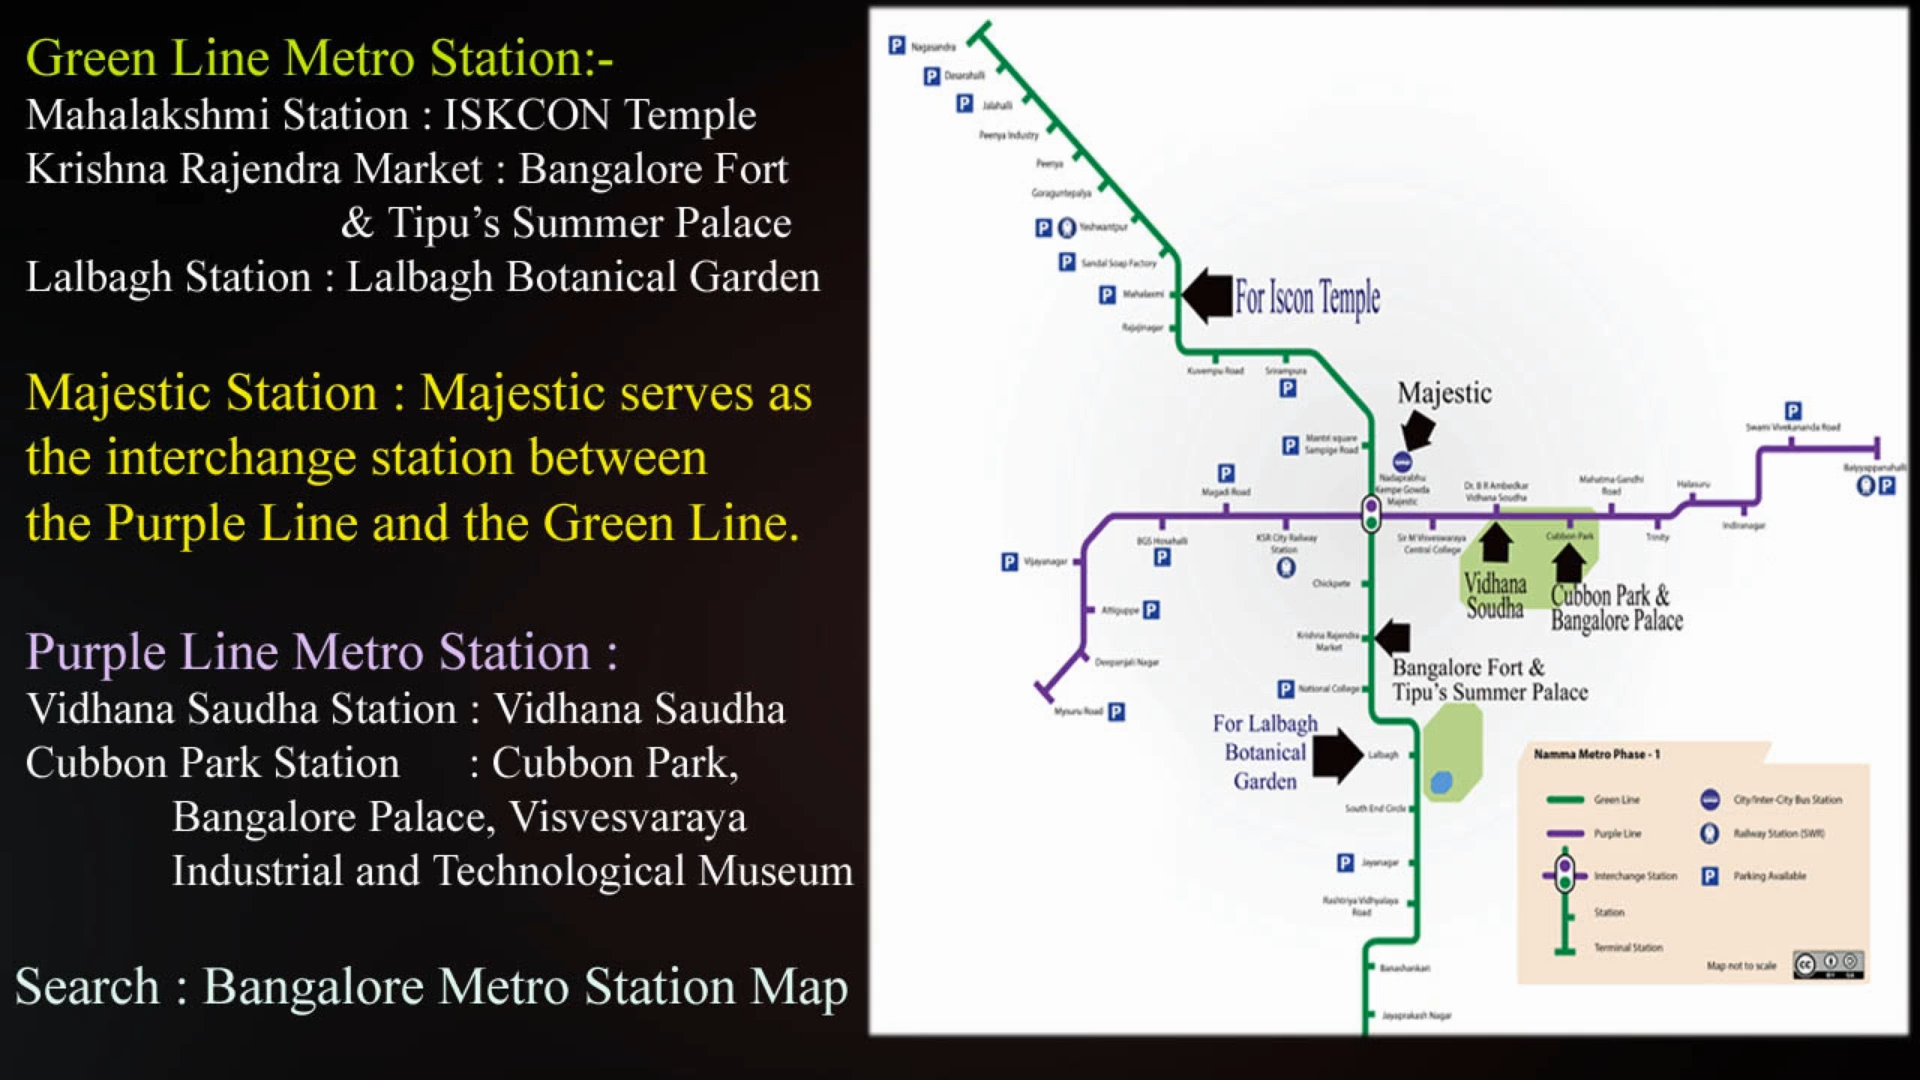 Green Line Metro Station:-
Mahalakshmi Station : ISKCON Temple
Krishna Rajendra Market : Bangalore Fort
& Tipu's Summer Palace
Lalbagh Station : Lalbagh Botanical Garden
Majestic Station : Majestic serves as
the interchange station between
the Purple Line and the Green Line.
Purple Line Metro Station :
Vidhana Saudha Station : Vidhana Saudha
Cubbon Park Station : Cubbon Park,
Bangalore Palace, Visvesvaraya
Industrial and Technological Museum
Search : Bangalore Metro Station Map
P Nagasandra
P Dasarahalli
P Jalahalli
Peenya Industry
Peenya
Goraguntepalya
P Yeshwantpur
P Sandal Soap Factory
P Mahalaxmi
For Iscon Temple
Rajajinagar
Kuvempu Road
Srirampura
P
Majestic
P Mantri square
Sampige Road
Nadaprabhu
Kempe Gowda
Majestic
P
Magadi Road
Dr. B R Ambedkar
Vidhana Soudha
Mahatma Gandhi
Road
Halasuru
P
Swami Vivekananda Road
Baiyyappanahalli
P
BGS Hosahalli
P
KSR City Railway
Station
Sir M Visveswaraya
Central College
Cubbon Park
Trinity
Indiranagar
P Vijayanagar
Attiguppe P
Deepanjali Nagar
Mysuru Road P
Chickpete
Vidhana
Soudha
Cubbon Park &
Bangalore Palace
Krishna Rajendra
Market
Bangalore Fort &
Tipu's Summer Palace
P National College
For Lalbagh
Botanical
Garden
Lalbagh
South End Circle
P Jayanagar
Rashtriya Vidhyalaya
Road
Banashankari
Jayaprakash Nagar
Namma Metro Phase - 1
Green Line
City/Inter-City Bus Station
Purple Line
Railway Station (SWR)
Interchange Station
P Parking Available
Station
Terminal Station
Map not to scale
cc
BY SA